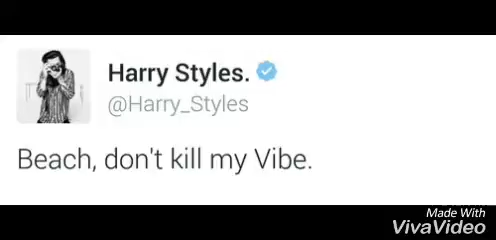 Harry Styles.
@Harry_Styles
Beach, don't kill my Vibe.
Made With
VivaVideo